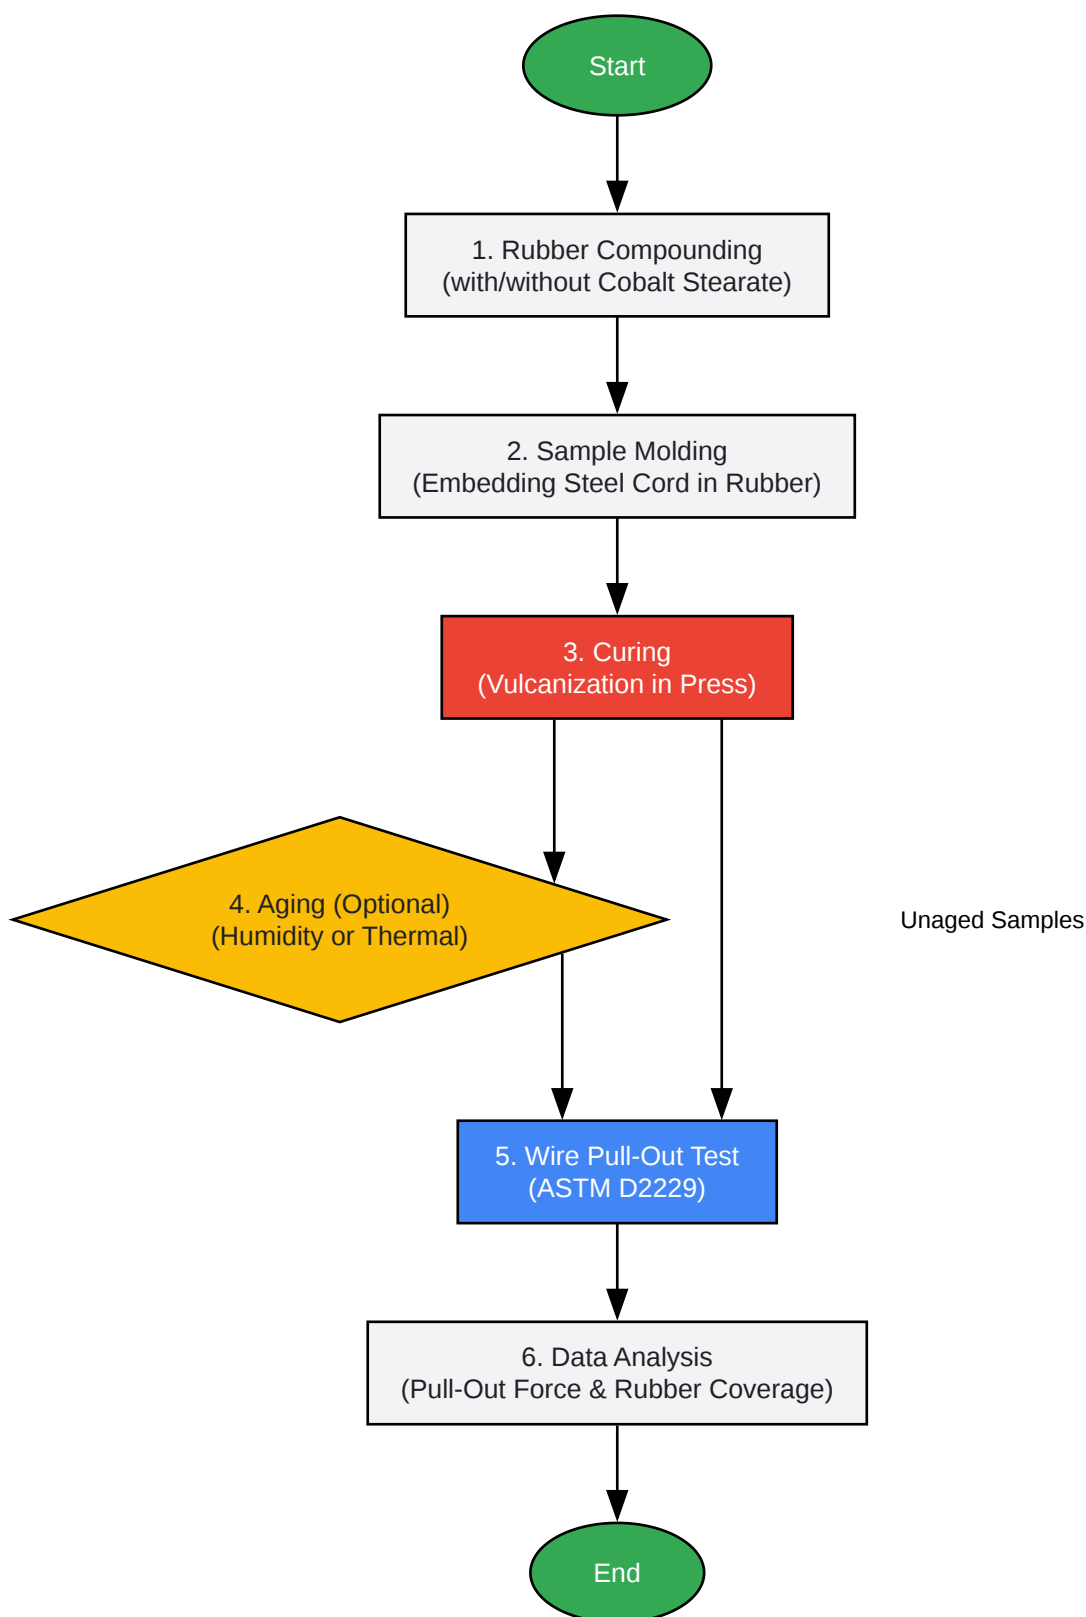 Start
1. Rubber Compounding
(with/without Cobalt Stearate)
2. Sample Molding
(Embedding Steel Cord in Rubber)
3. Curing
(Vulcanization in Press)
4. Aging (Optional)
(Humidity or Thermal)
Unaged Samples
5. Wire Pull-Out Test
(ASTM D2229)
6. Data Analysis
(Pull-Out Force & Rubber Coverage)
End